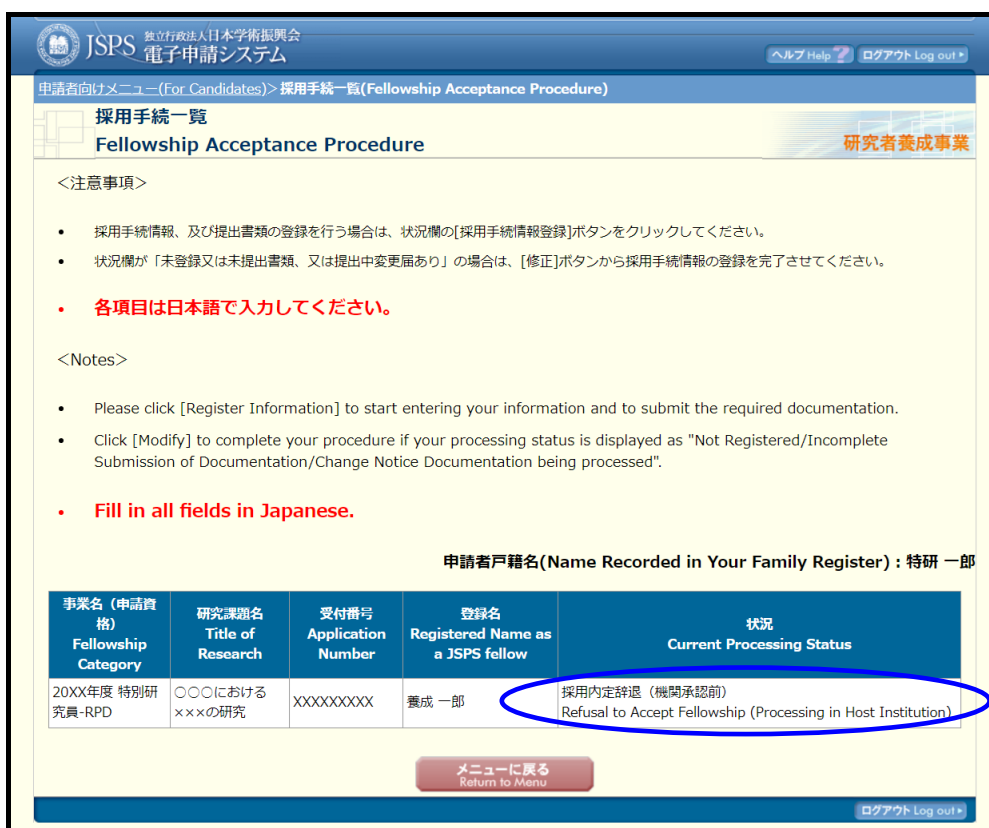 JSPS 独立行政法人日本学術振興会
電子申請システム
ヘルプ Help ? ログアウト Log out
申請者向けメニュー(For Candidates)>採用手続一覧(Fellowship Acceptance Procedure)
採用手続一覧
Fellowship Acceptance Procedure
研究者養成事業
<注意事項>
• 採用手続情報、及び提出書類の登録を行う場合は、状況欄の[採用手続情報登録]ボタンをクリックしてください。
• 状況欄が「未登録又は未提出書類、又は提出中変更届あり」の場合は、[修正]ボタンから採用手続情報の登録を完了させてください。
• 各項目は日本語で入力してください。
<Notes>
• Please click [Register Information] to start entering your information and to submit the required documentation.
• Click [Modify] to complete your procedure if your processing status is displayed as "Not Registered/Incomplete
Submission of Documentation/Change Notice Documentation being processed".
• Fill in all fields in Japanese.
申請者戸籍名(Name Recorded in Your Family Register) : 特研 一郎
事業名（申請資
格）
Fellowship
Category
研究課題名
Title of
Research
受付番号
Application
Number
登録名
Registered Name as
a JSPS fellow
状況
Current Processing Status
20XX年度 特別研
究員-RPD
○○○における
×××の研究
XXXXXXXXX
養成 一郎
採用内定辞退（機関承認前）
Refusal to Accept Fellowship (Processing in Host Institution)
メニューに戻る
Return to Menu
ログアウト Log out